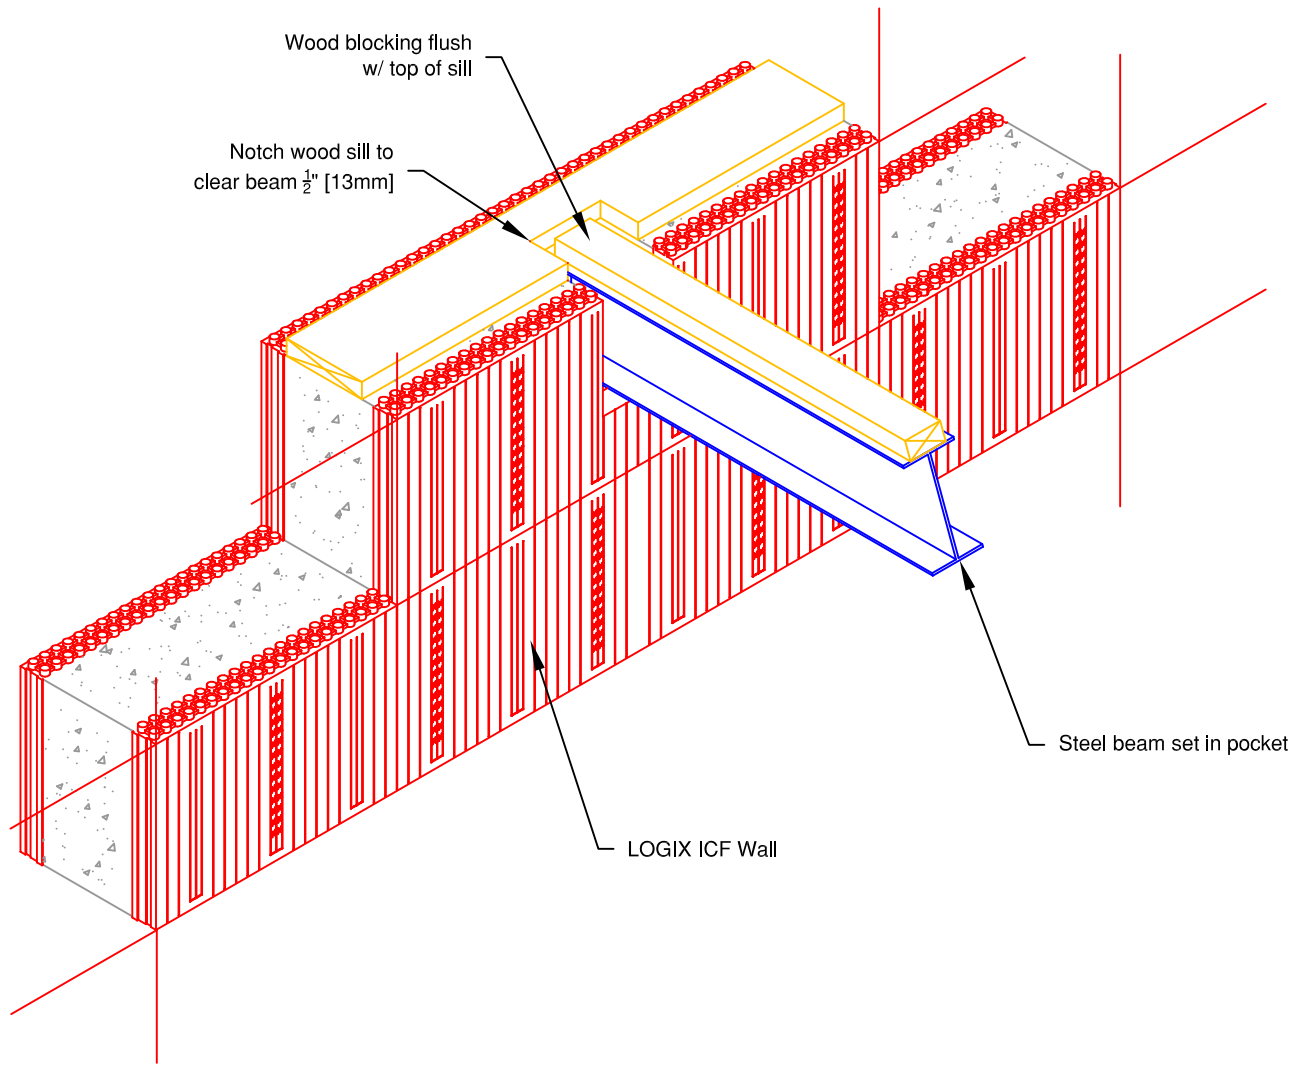 Wood blocking flush
w/ top of sill
Notch wood sill to
clear beam 1/2" [13mm]
Steel beam set in pocket
LOGIX ICF Wall